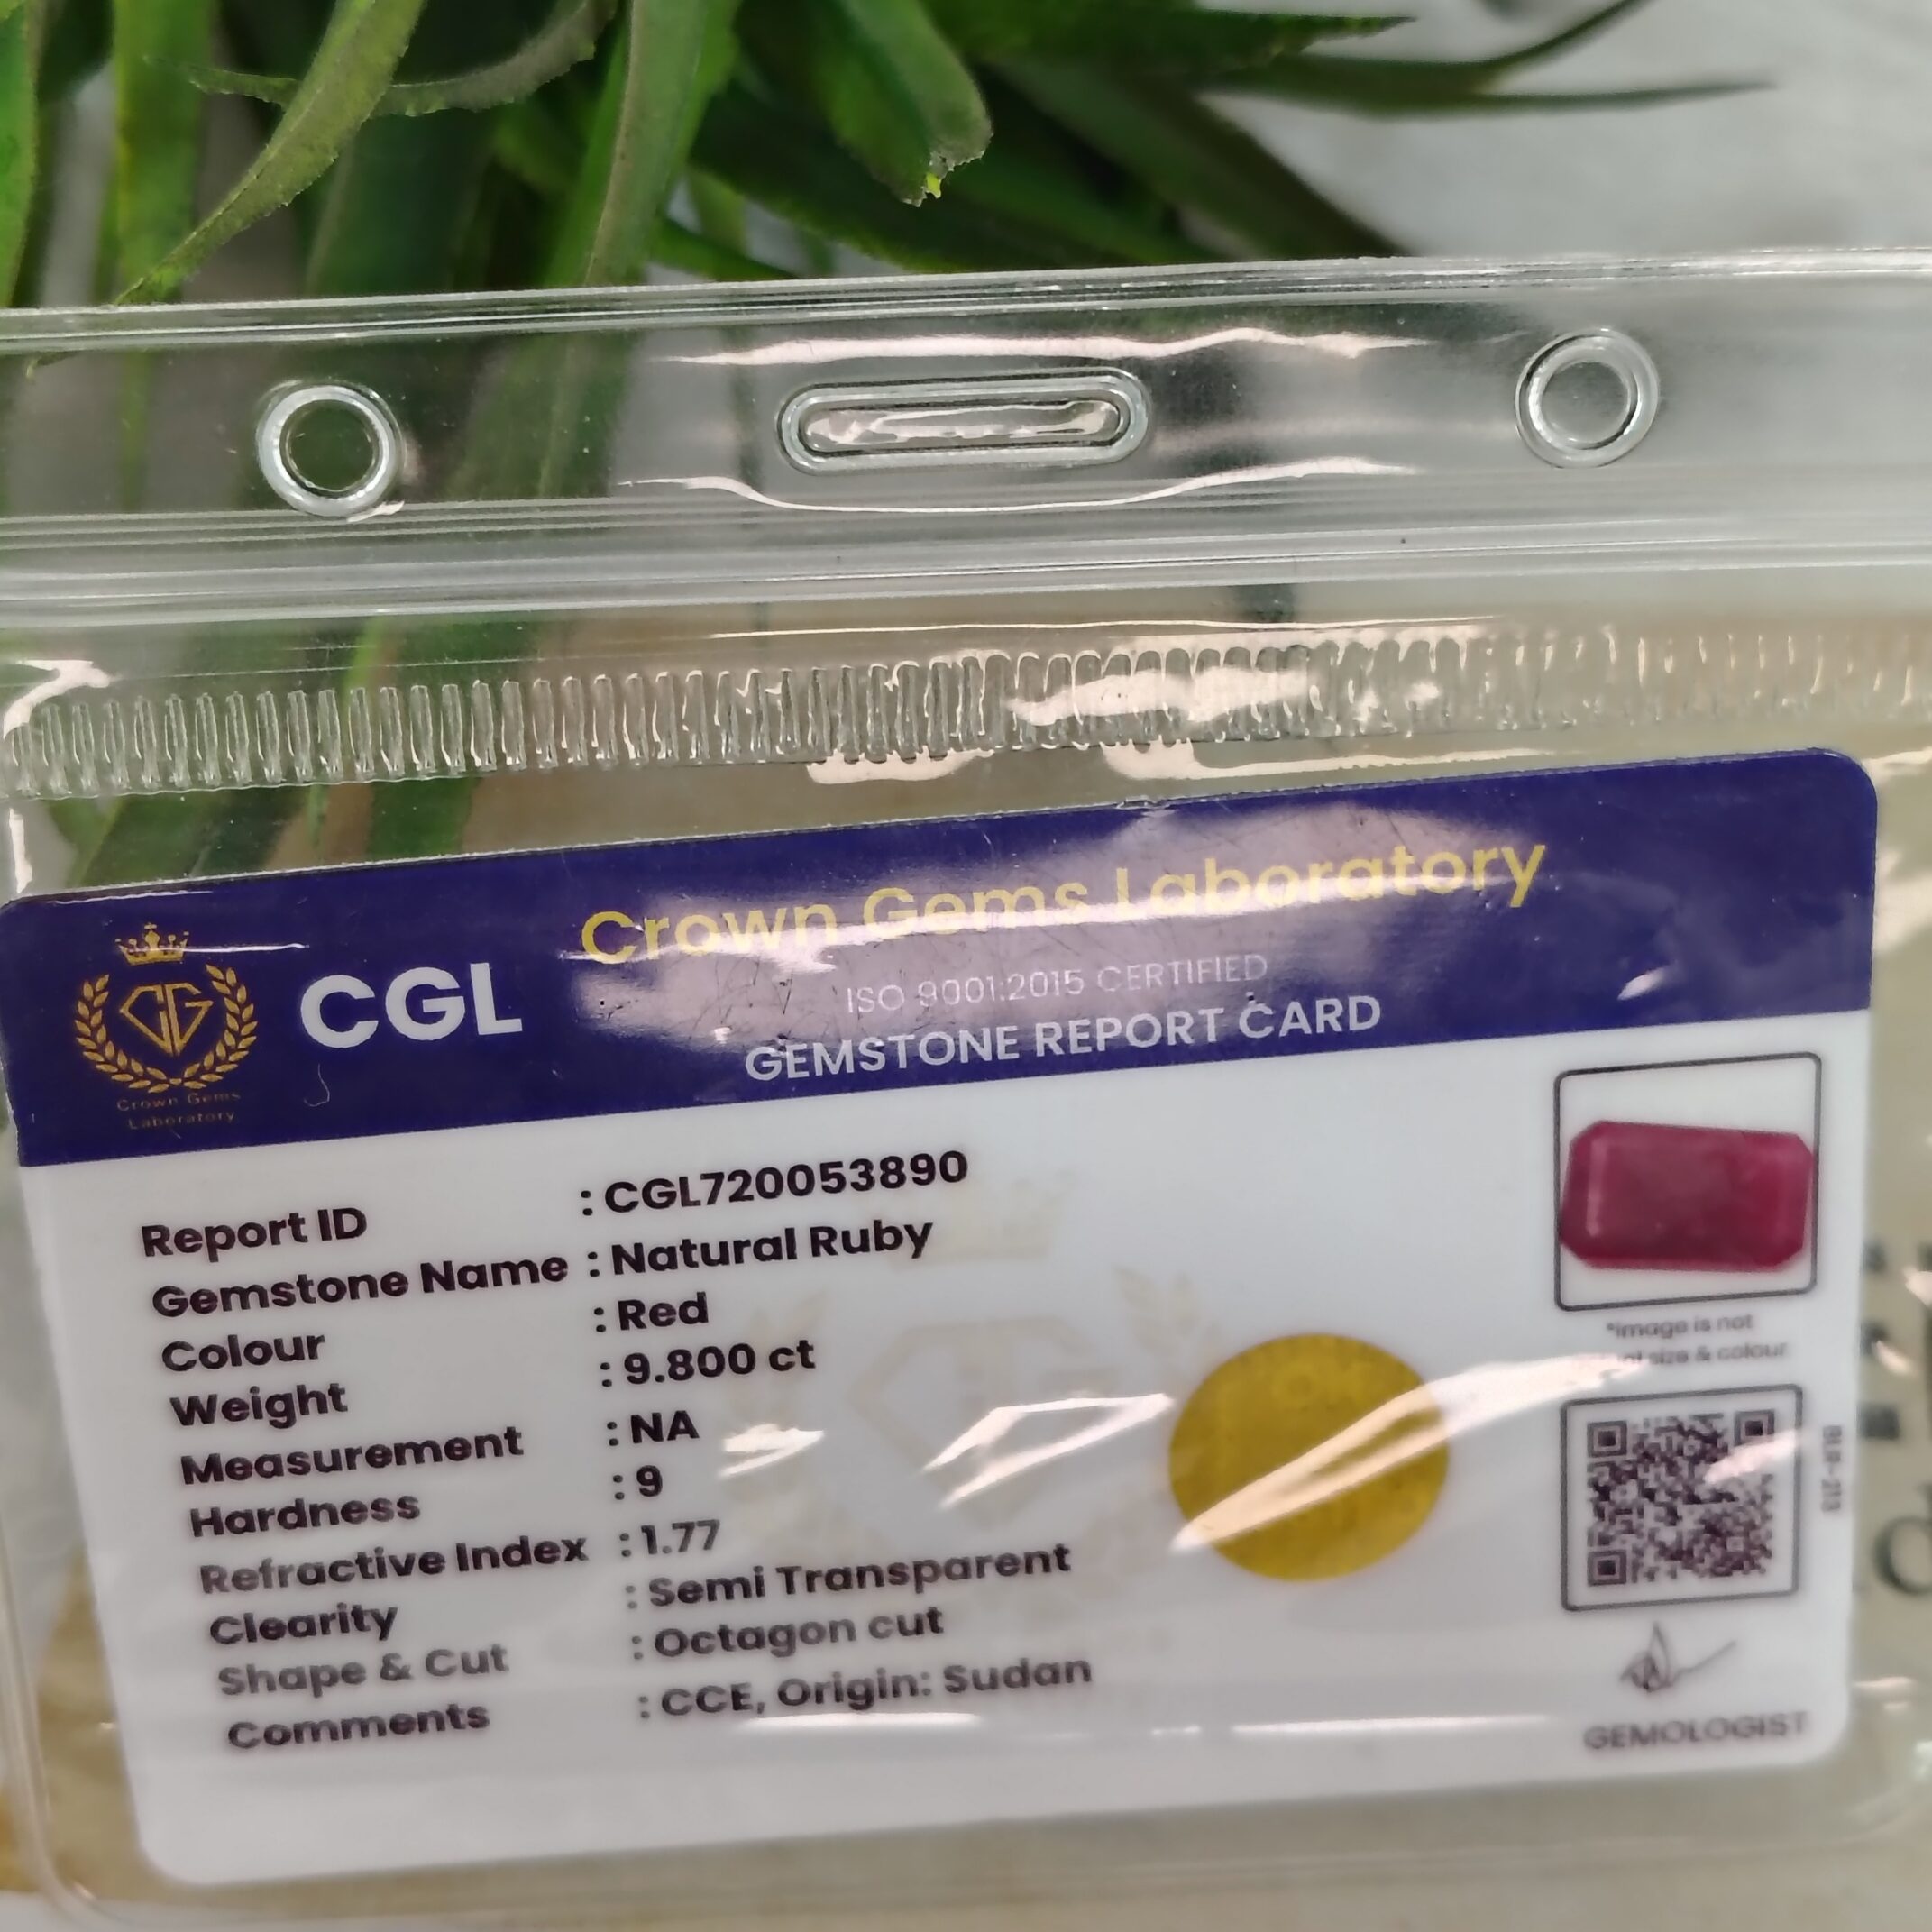 Crown Gems Laboratory
CGL
ISO 9001:2015 CERTIFIED
GEMSTONE REPORT CARD
Crown Gems
Laboratory
Report ID : CGL720053890
Gemstone Name : Natural Ruby
Colour : Red
Weight : 9.800 ct
Measurement : NA
Hardness : 9
Refractive Index : 1.77
Clearity : Semi Transparent
Shape & Cut : Octagon cut
Comments : CCE, Origin: Sudan
*Image is not
size & colour
GEMOLOGIST